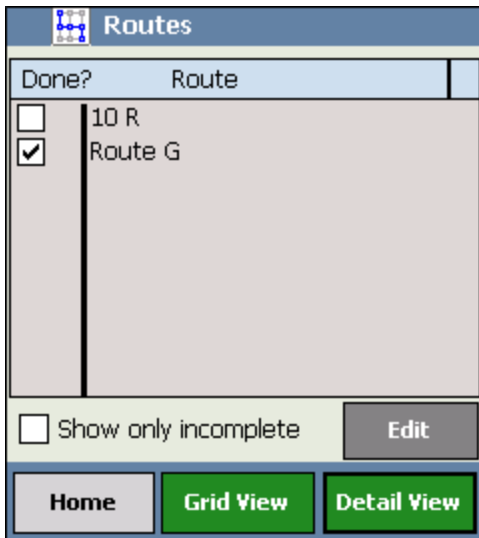 Routes
Done? Route
10 R
Route G
Show only incomplete
Edit
Home Grid View Detail View